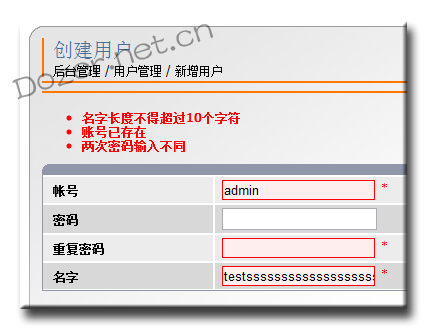 创建用户
Dozer.net.cn
后台管理 / 用户管理 / 新增用户
名字长度不得超过10个字符
账号已存在
两次密码输入不同
帐号 admin *
密码
重复密码 *
名字 testsssssssssssssssssss *